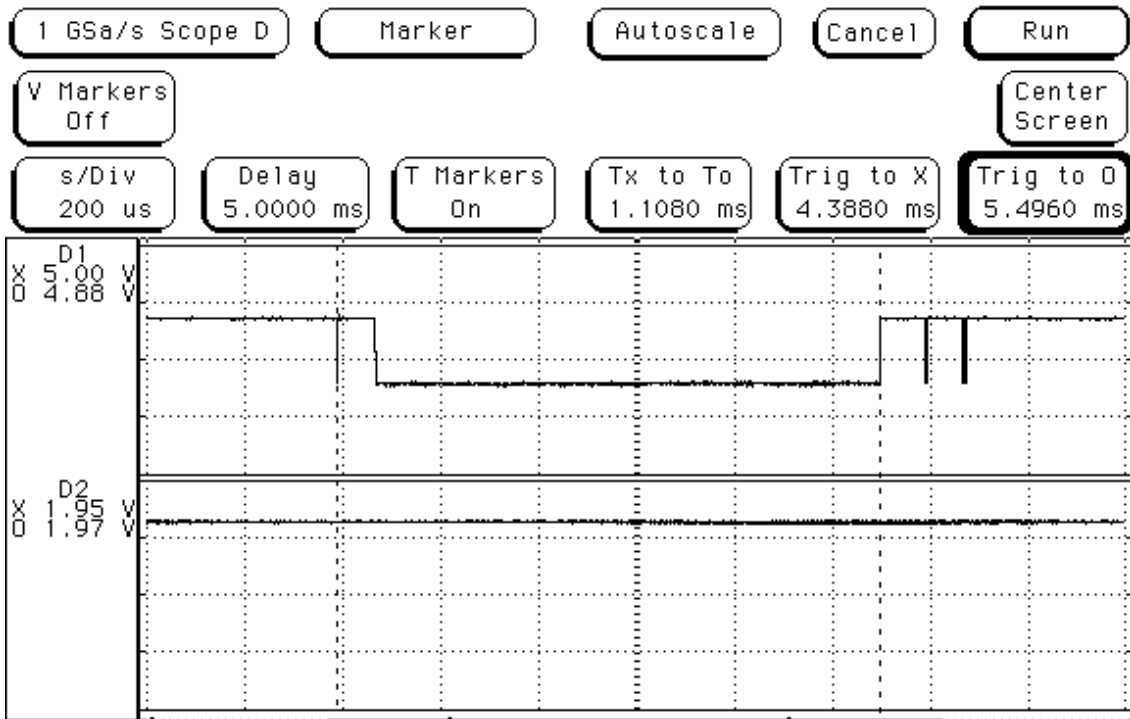 1 GSa/s Scope D
Marker
Autoscale
Cancel
Run
V Markers
Off
Center
Screen
s/Div
200 us
Delay
5.0000 ms
T Markers
On
Tx to To
1.1080 ms
Trig to X
4.3880 ms
Trig to O
5.4960 ms
D1
X 5.00 V
O 4.88 V
D2
X 1.95 V
O 1.97 V